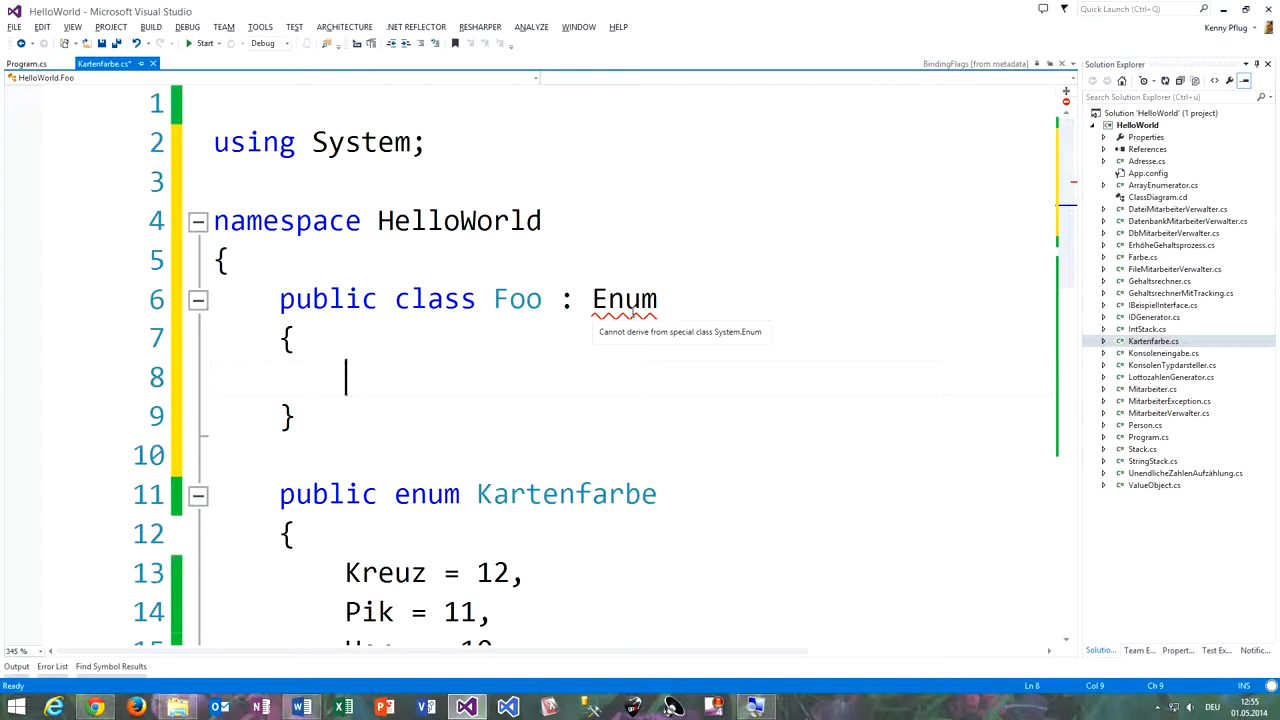 HelloWorld - Microsoft Visual Studio
Quick Launch (Ctrl+Q)
FILE EDIT VIEW PROJECT BUILD DEBUG TEAM TOOLS TEST ARCHITECTURE .NET REFLECTOR RESHARPER ANALYZE WINDOW HELP
Kenny Pflug
Start Debug
Program.cs Kartenfarbe.cs* BindingFlags [from metadata]
HelloWorld.Foo
1
2 using System;
3
4 namespace HelloWorld
5 {
6 public class Foo : Enum
Cannot derive from special class System.Enum
7 {
8
9 }
10
11 public enum Kartenfarbe
12 {
13 Kreuz = 12,
14 Pik = 11,
345 %
Output Error List Find Symbol Results
Solution Explorer
Search Solution Explorer (Ctrl+ü)
Solution 'HelloWorld' (1 project)
HelloWorld
Properties
References
Adresse.cs
App.config
ArrayEnumerator.cs
ClassDiagram.cd
DateiMitarbeiterVerwalter.cs
DatenbankMitarbeiterVerwalter.cs
DbMitarbeiterVerwalter.cs
ErhöheGehaltsprozess.cs
Farbe.cs
FileMitarbeiterVerwalter.cs
Gehaltsrechner.cs
GehaltsrechnerMitTracking.cs
IBeispielInterface.cs
IDGenerator.cs
IntStack.cs
Kartenfarbe.cs
Konsoleneingabe.cs
KonsolenTypdarsteller.cs
LottozahlenGenerator.cs
Mitarbeiter.cs
MitarbeiterException.cs
MitarbeiterVerwalter.cs
Person.cs
Program.cs
Stack.cs
StringStack.cs
UnendlicheZahlenAufzählung.cs
ValueObject.cs
Solutio... Team E... Propert... Test Ex... Notific...
Ready Ln 8 Col 9 Ch 9 INS
DEU 12:55
01.05.2014